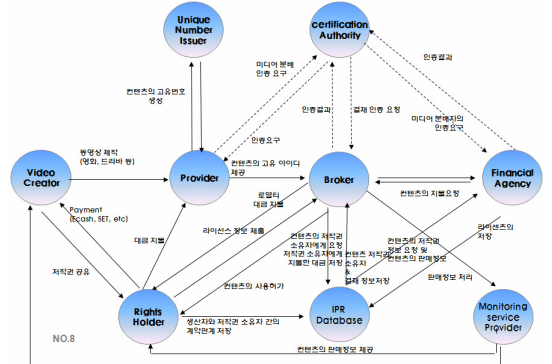 Unique
Number
Issuer
certification
Authority
미디어 분배
인증 요구
인증결과
컨텐츠의 고유번호
생성
인증결과
결재 인증 요청
미디어 분배자의
인증요구
인증요구
동영상 제작
(영화, 드라마 등)
컨텐츠의 고유 아이디
제공
Video
Creator
Provider
Broker
Financial
Agency
로열티
대금 지불
컨텐츠의 지불요청
Payment
(Ecash, SET, etc)
대금 지불
라이선스 정보 제출
컨텐츠의 저작권
소유자에게 요청
저작권 소유자에게
지불한 대금 저장
컨텐츠 저작권
소유자
&
결재 정보저장
컨텐츠의 저작권
정보 요청 및
컨텐츠의 판매정보
라이센스의
저장
저작권 공유
컨텐츠의 사용허가
판매정보 처리
Rights
Holder
생산자와 저작권 소유자 간의
계약관계 저장
IPR
Database
Monitoring
service
Provider
NO.8
컨텐츠의 판매정보 제공